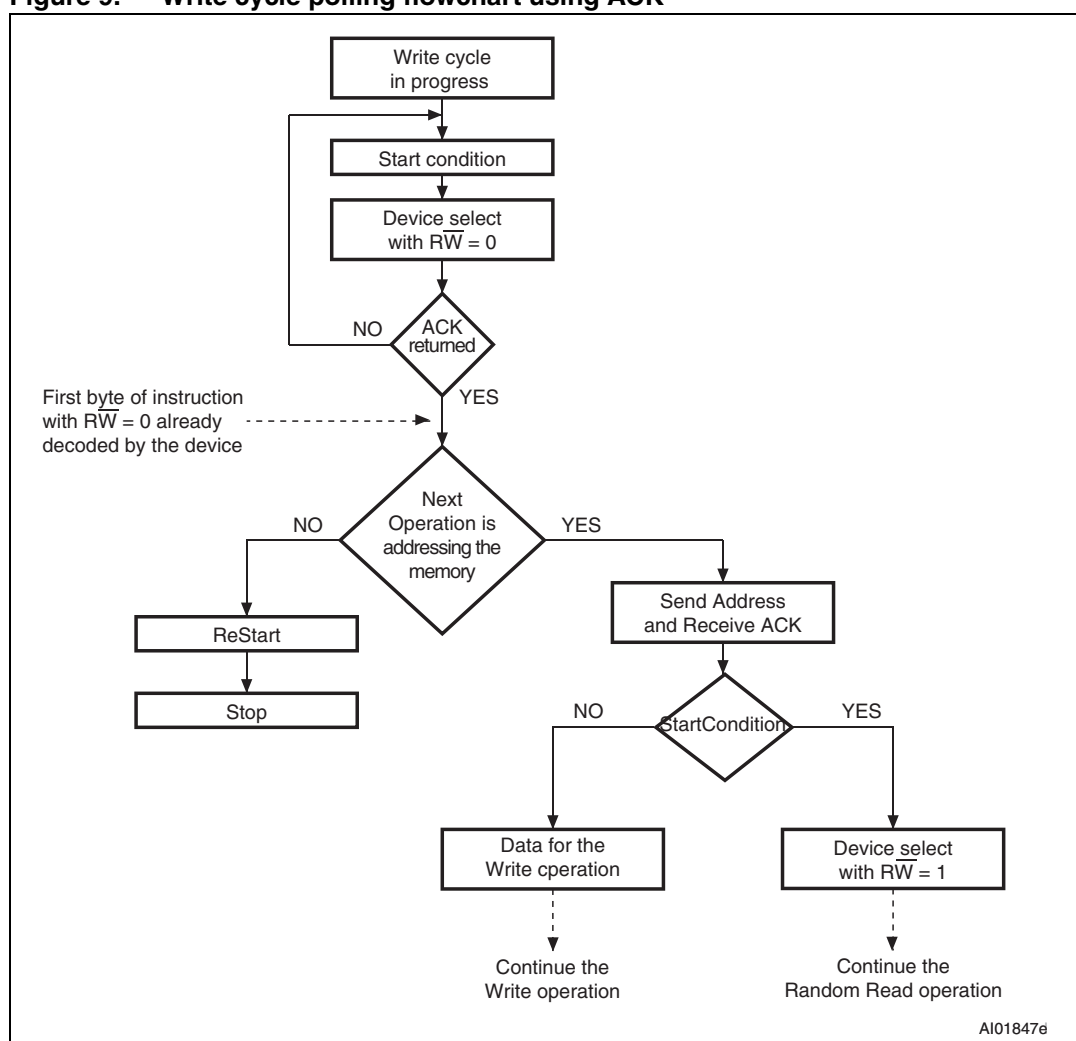 Figure 9. Write cycle polling flowchart using ACK
Write cycle
in progress
Start condition
Device select
with RW̅ = 0
NO
ACK
returned
YES
First byte of instruction
with RW̅ = 0 already
decoded by the device
Next
Operation is
addressing the
memory
NO
YES
ReStart
Stop
Send Address
and Receive ACK
NO
StartCondition
YES
Data for the
Write cperation
Device select
with RW̅ = 1
Continue the
Write operation
Continue the
Random Read operation
AI01847e